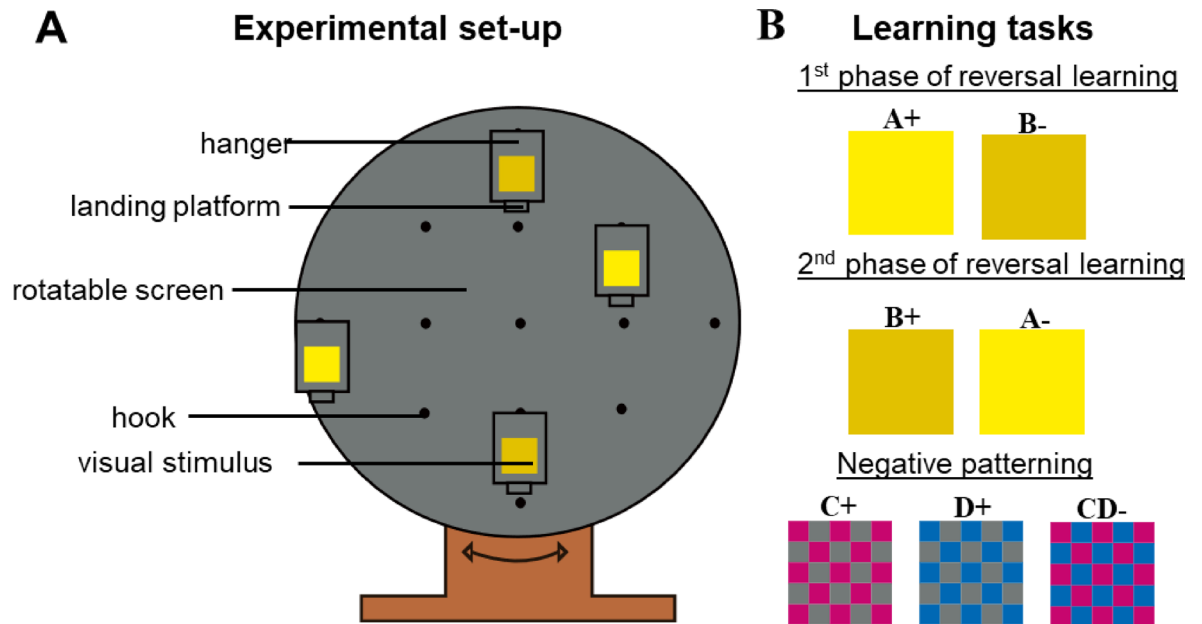 A
Experimental set-up
hanger
landing platform
rotatable screen
hook
visual stimulus
B
Learning tasks
1st phase of reversal learning
A+
B-
2nd phase of reversal learning
B+
A-
Negative patterning
C+
D+
CD-